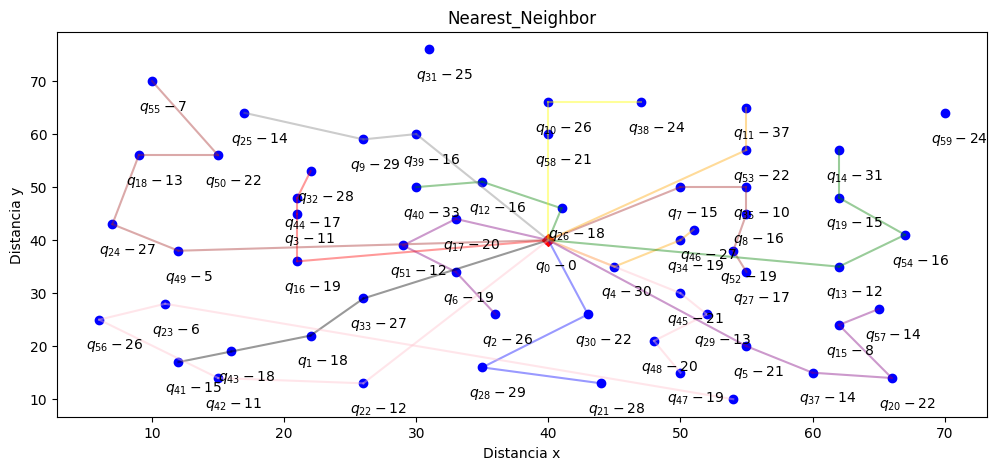 Nearest_Neighbor
Distancia y
70
60
50
40
30
20
10
q31 − 25
q55 − 7
q10 − 26
q38 − 24
q11 − 37
q59 − 24
q25 − 14
q9 − 29
q39 − 16
q58 − 21
q18 − 13
q50 − 22
q53 − 22
q14 − 31
q32 − 28
q40 − 33
q12 − 16
q7 − 15
q44 − 17
q3 − 11
q26 − 18
q8 − 16
q19 − 15
q24 − 27
q17 − 20
q46 − 27
q49 − 5
q16 − 19
q51 − 12
q0 − 0
q34 − 19
q52 − 19
q54 − 16
q6 − 19
q4 − 30
q27 − 17
q13 − 12
q23 − 6
q33 − 27
q45 − 21
q56 − 26
q2 − 26
q30 − 22
q29 − 13
q57 − 14
q1 − 18
q15 − 8
q41 − 15
q43 − 18
q48 − 20
q5 − 21
q42 − 11
q22 − 12
q28 − 29
q21 − 28
q47 − 19
q37 − 14
q20 − 22
10
20
30
40
50
60
70
Distancia x